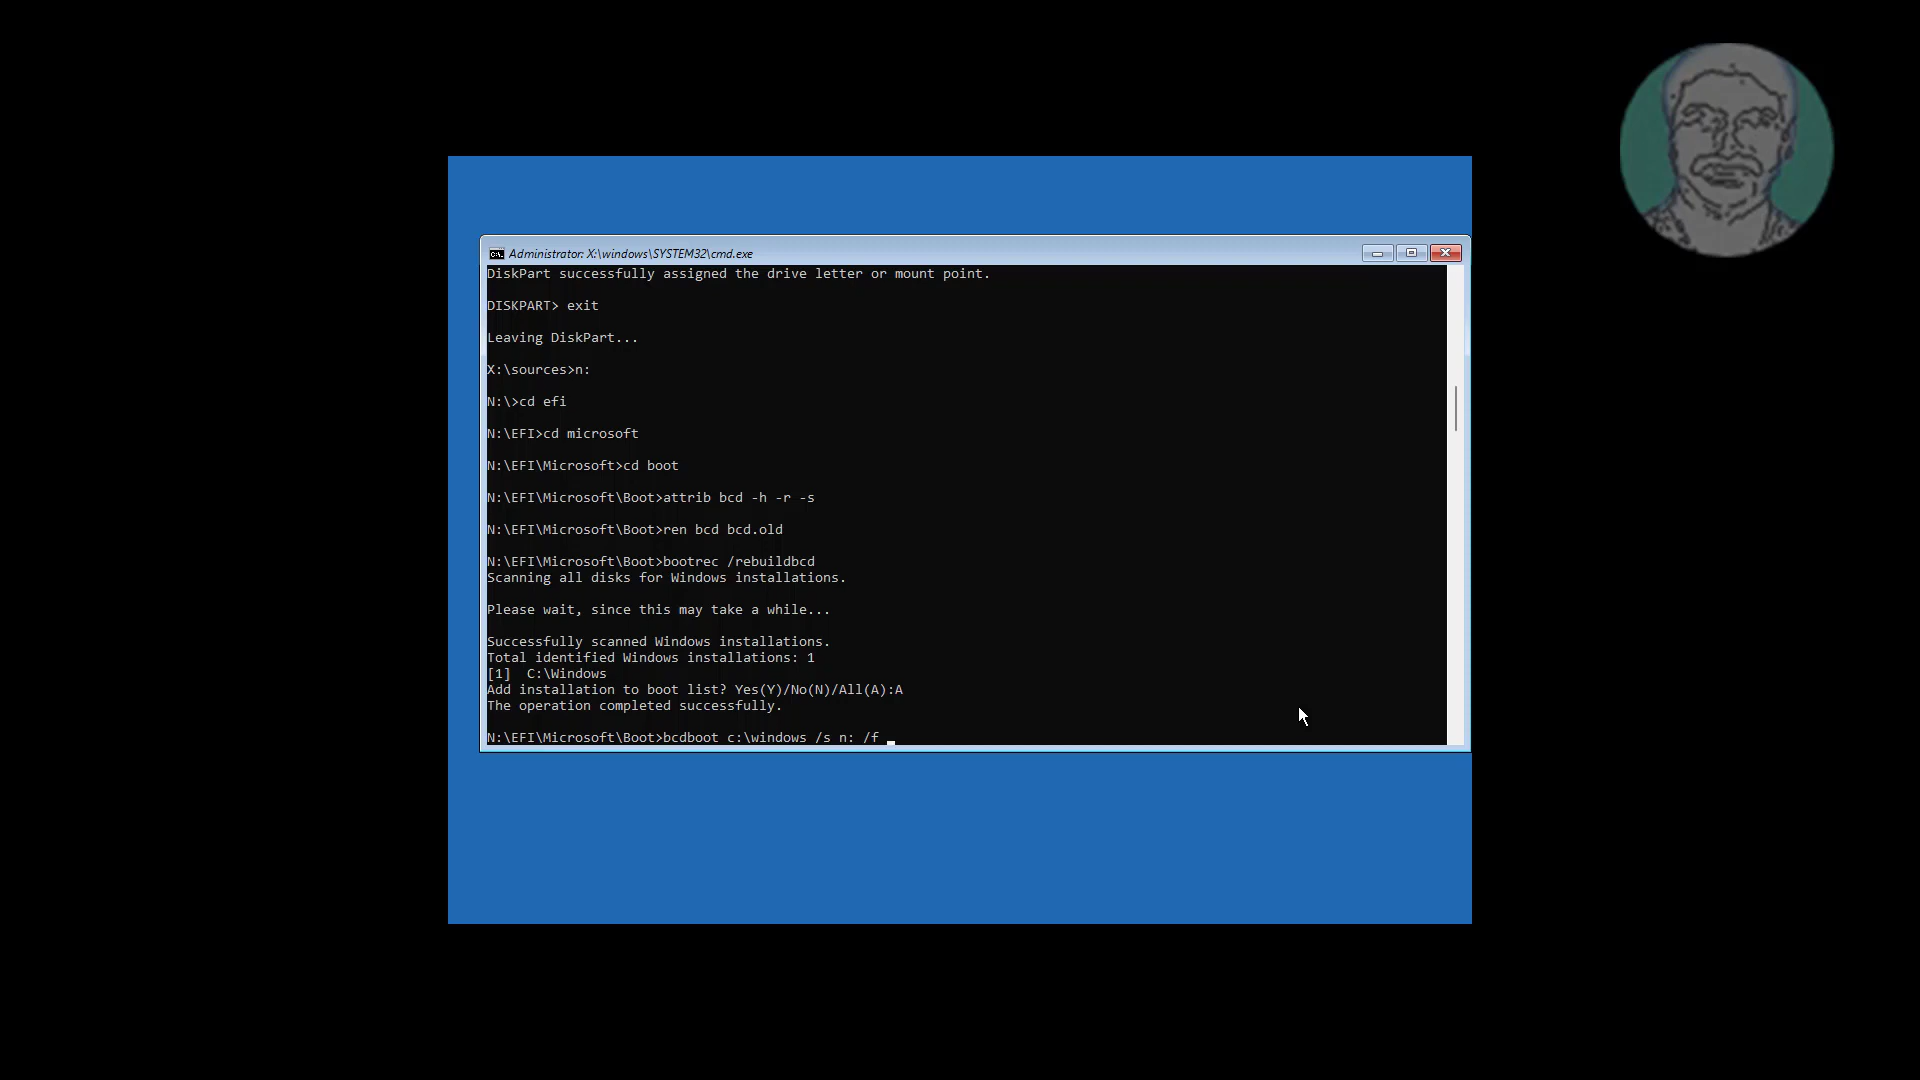 Administrator: X:\windows\SYSTEM32\cmd.exe
DiskPart successfully assigned the drive letter or mount point.
DISKPART> exit
Leaving DiskPart...
X:\sources>n:
N:\>cd efi
N:\EFI>cd microsoft
N:\EFI\Microsoft>cd boot
N:\EFI\Microsoft\Boot>attrib bcd -h -r -s
N:\EFI\Microsoft\Boot>ren bcd bcd.old
N:\EFI\Microsoft\Boot>bootrec /rebuildbcd
Scanning all disks for Windows installations.
Please wait, since this may take a while...
Successfully scanned Windows installations.
Total identified Windows installations: 1
[1]  C:\Windows
Add installation to boot list? Yes(Y)/No(N)/All(A):A
The operation completed successfully.
N:\EFI\Microsoft\Boot>bcdboot c:\windows /s n: /f _